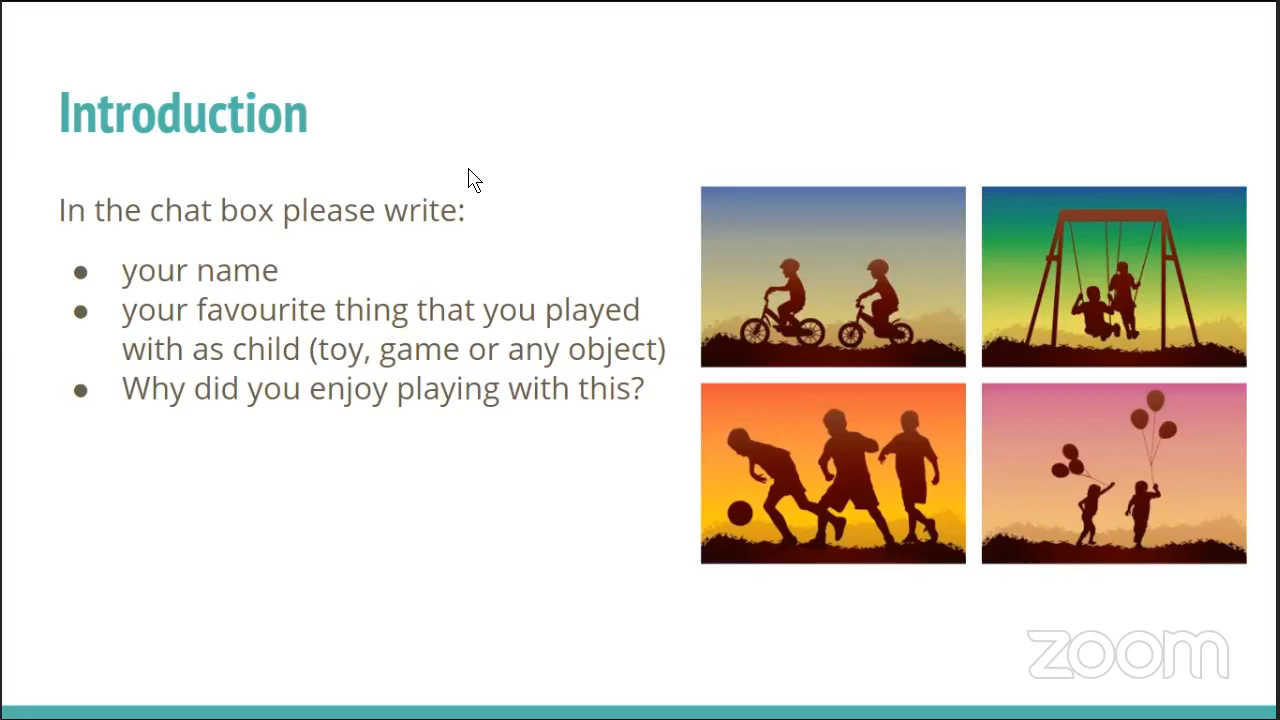 Introduction
In the chat box please write:
● your name
● your favourite thing that you played
with as child (toy, game or any object)
● Why did you enjoy playing with this?
zoom